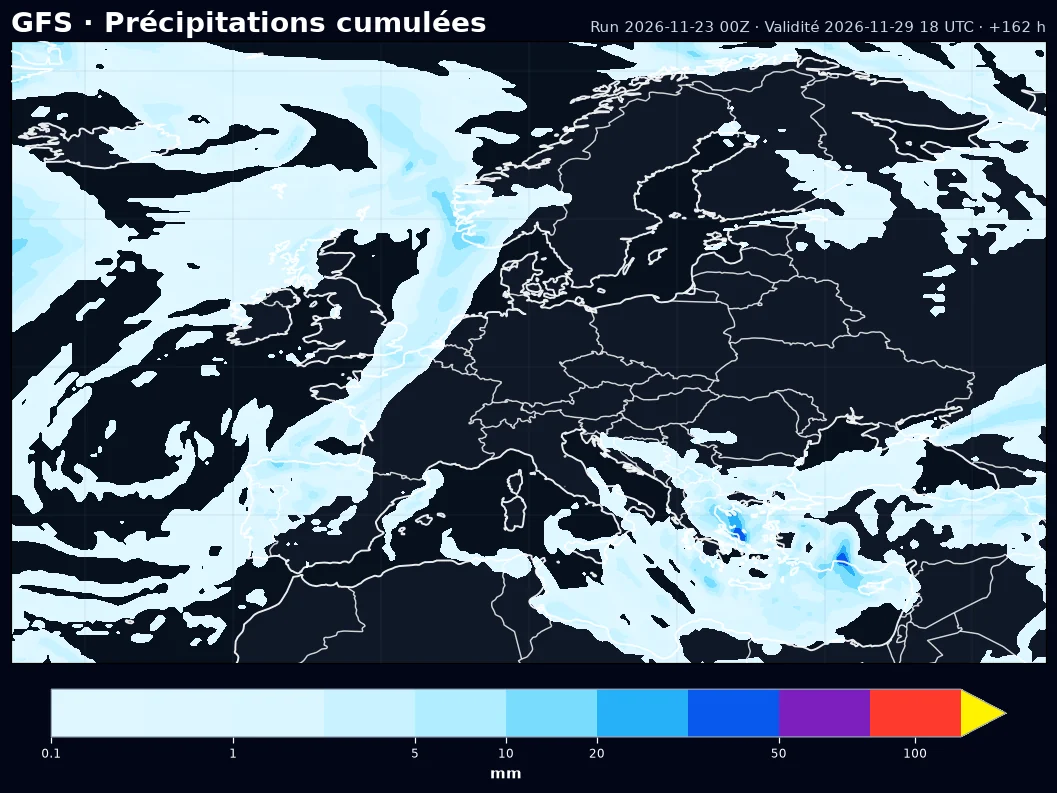 GFS · Précipitations cumulées
Run 2026-11-23 00Z · Validité 2026-11-29 18 UTC · +162 h
0.1 1 5 10 20 50 100
mm